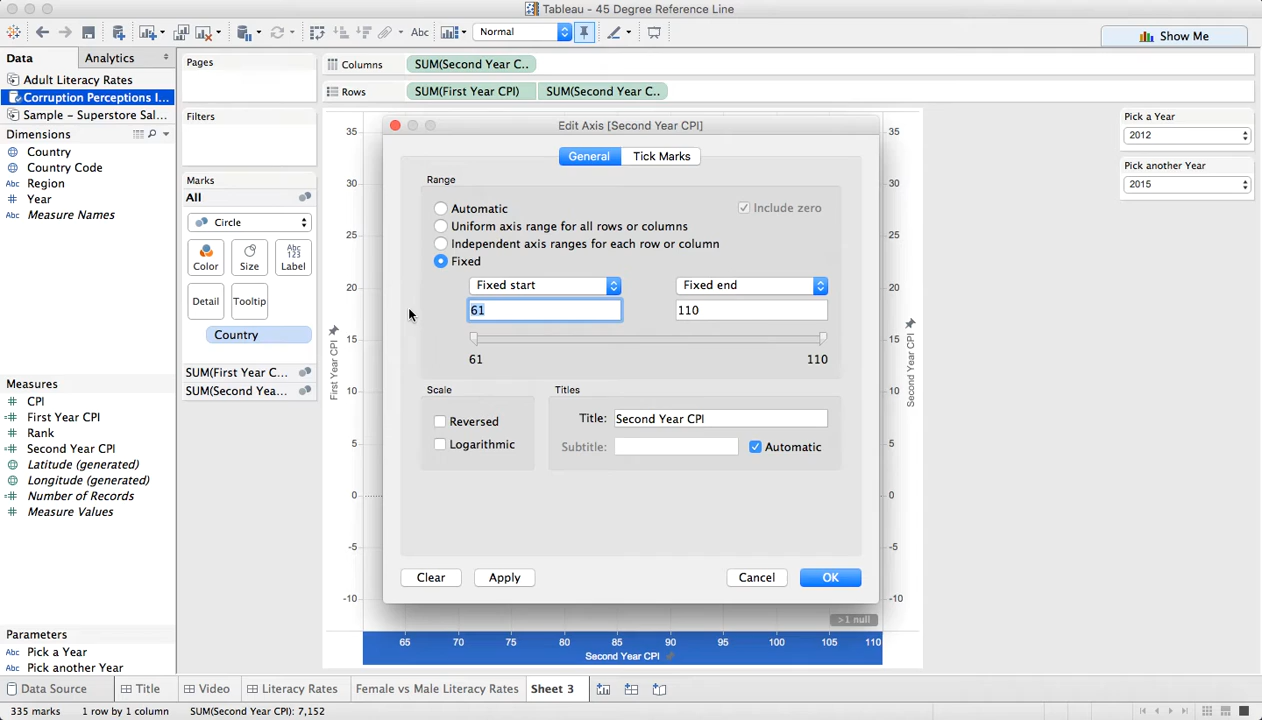 Tableau - 45 Degree Reference Line
Abc
Normal
Show Me
Data
Analytics
Adult Literacy Rates
Corruption Perceptions I...
Sample - Superstore Sal...
Dimensions
Country
Country Code
Abc Region
# Year
Abc Measure Names
Measures
# CPI
# First Year CPI
# Rank
# Second Year CPI
Latitude (generated)
Longitude (generated)
# Number of Records
# Measure Values
Parameters
Abc Pick a Year
Abc Pick another Year
Pages
Filters
Marks
All
Circle
Color
Size
Abc
123
Label
Detail
Tooltip
Country
SUM(First Year C...
SUM(Second Yea...
Columns
SUM(Second Year C..
Rows
SUM(First Year CPI)
SUM(Second Year C..
35
30
25
20
15
10
5
0
-5
-10
First Year CPI
Edit Axis [Second Year CPI]
General
Tick Marks
Range
Automatic
Include zero
Uniform axis range for all rows or columns
Independent axis ranges for each row or column
Fixed
Fixed start
Fixed end
61
110
61
110
Scale
Reversed
Logarithmic
Titles
Title: Second Year CPI
Subtitle:
Automatic
Clear
Apply
Cancel
OK
35
30
25
20
15
10
5
0
-5
-10
Second Year CPI
>1 null
65 70 75 80 85 90 95 100 105 110
Second Year CPI
Pick a Year
2012
Pick another Year
2015
Data Source
Title
Video
Literacy Rates
Female vs Male Literacy Rates
Sheet 3
335 marks
1 row by 1 column
SUM(Second Year CPI): 7,152